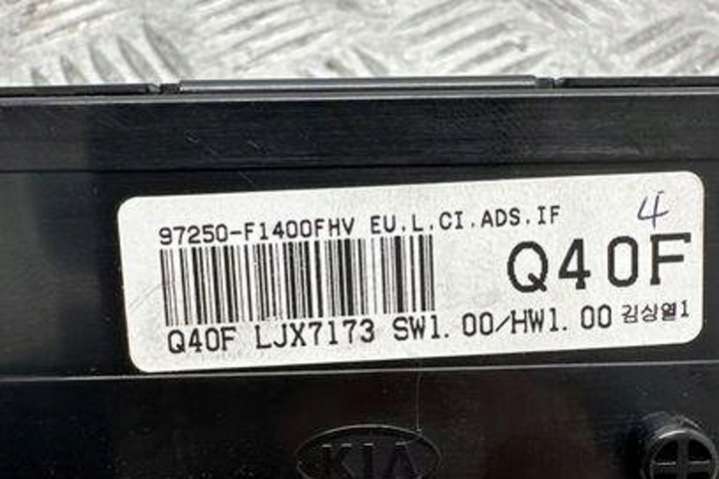 97250-F1400FHV EU.L.CI.ADS.IF
4
Q40F
Q40F LJX7173 SW1.00/HW1.00 김상열1
KIA